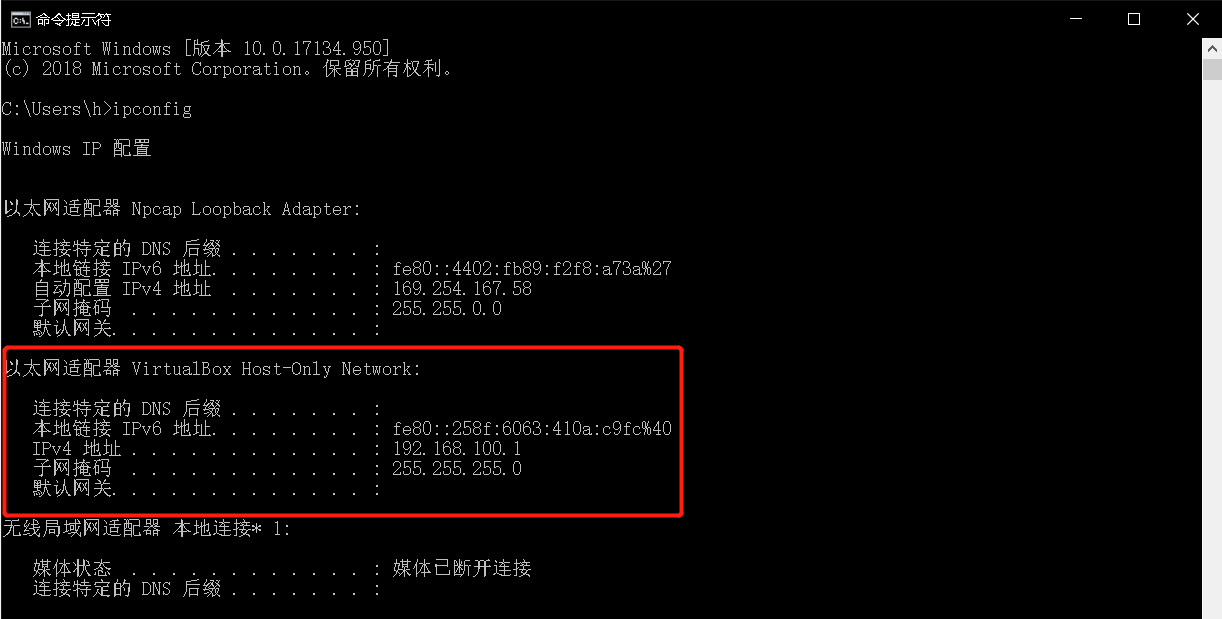 命令提示符
Microsoft Windows [版本 10.0.17134.950]
(c) 2018 Microsoft Corporation。保留所有权利。
C:\Users\h>ipconfig
Windows IP 配置
以太网适配器 Npcap Loopback Adapter:
连接特定的 DNS 后缀 . . . . . . . :
本地链接 IPv6 地址. . . . . . . . : fe80::4402:fb89:f2f8:a73a%27
自动配置 IPv4 地址 . . . . . . . : 169.254.167.58
子网掩码 . . . . . . . . . . . . : 255.255.0.0
默认网关. . . . . . . . . . . . . :
以太网适配器 VirtualBox Host-Only Network:
连接特定的 DNS 后缀 . . . . . . . :
本地链接 IPv6 地址. . . . . . . . : fe80::258f:6063:410a:c9fc%40
IPv4 地址 . . . . . . . . . . . . : 192.168.100.1
子网掩码 . . . . . . . . . . . . : 255.255.255.0
默认网关. . . . . . . . . . . . . :
无线局域网适配器 本地连接* 1:
媒体状态 . . . . . . . . . . . . : 媒体已断开连接
连接特定的 DNS 后缀 . . . . . . . :